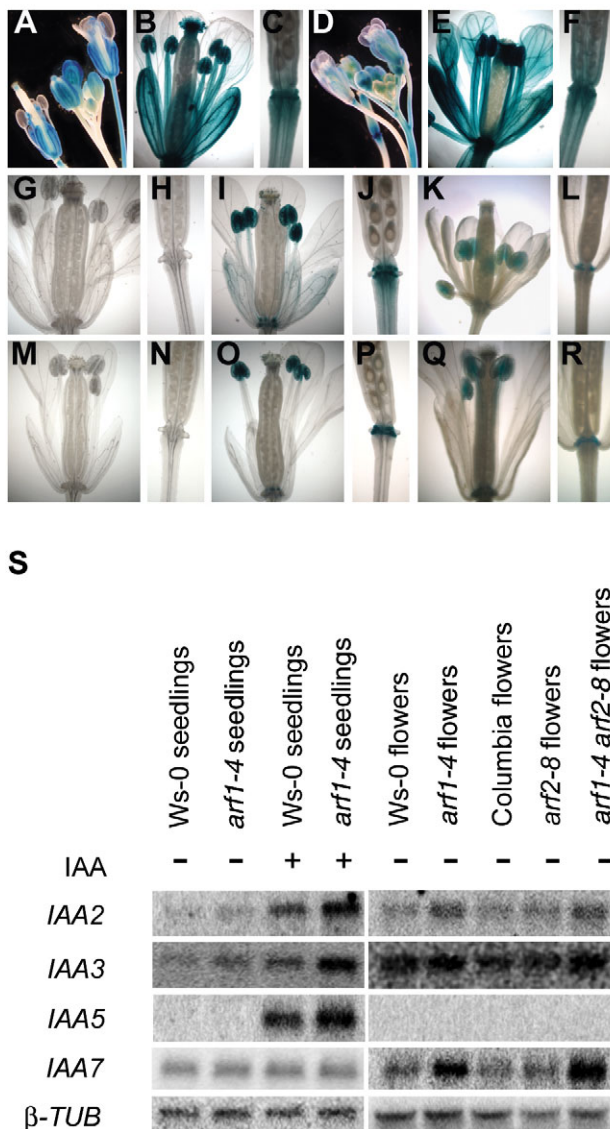 A B C D E F
G H I J K L
M N O P Q R
S
Ws-0 seedlings
arf1-4 seedlings
Ws-0 seedlings
arf1-4 seedlings
Ws-0 flowers
arf1-4 flowers
Columbia flowers
arf2-8 flowers
arf1-4 arf2-8 flowers
IAA - - + + - - - - -
IAA2
IAA3
IAA5
IAA7
β-TUB